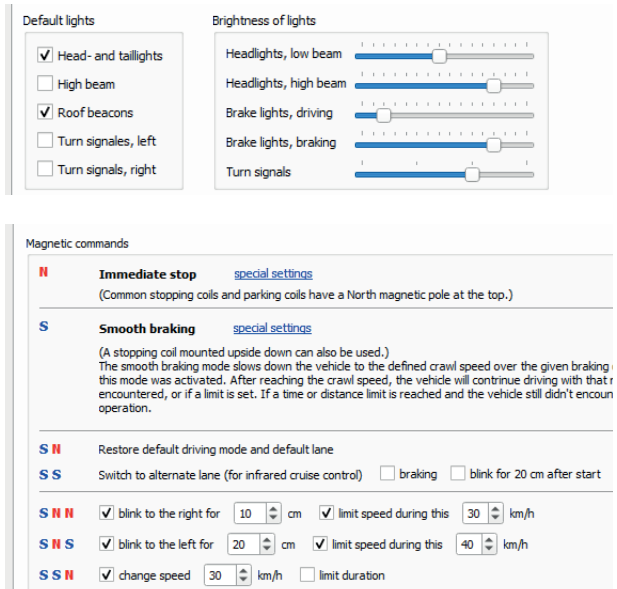 Default lights
Brightness of lights
Head- and taillights
High beam
Roof beacons
Turn signales, left
Turn signals, right
Headlights, low beam
Headlights, high beam
Brake lights, driving
Brake lights, braking
Turn signals
Magnetic commands
N Immediate stop special settings
(Common stopping coils and parking coils have a North magnetic pole at the top.)
S Smooth braking special settings
(A stopping coil mounted upside down can also be used.)
The smooth braking mode slows down the vehicle to the defined crawl speed over the given braking
this mode was activated. After reaching the crawl speed, the vehicle will contrinue driving with that
encountered, or if a limit is set. If a time or distance limit is reached and the vehicle still didn't encoun
operation.
S N Restore default driving mode and default lane
S S Switch to alternate lane (for infrared cruise control) braking blink for 20 cm after start
S N N blink to the right for 10 cm limit speed during this 30 km/h
S N S blink to the left for 20 cm limit speed during this 40 km/h
S S N change speed 30 km/h limit duration